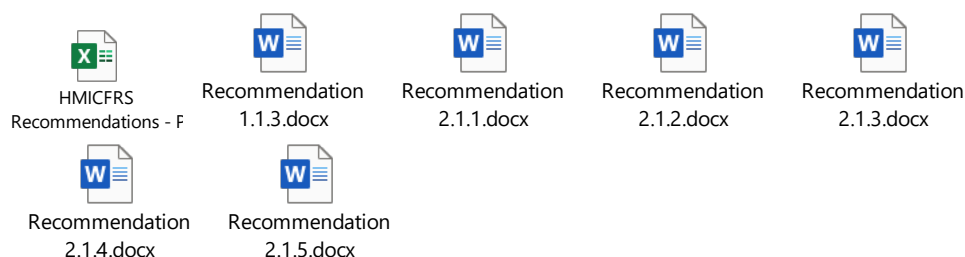 HMICFRS
Recommendations - P
Recommendation
1.1.3.docx
Recommendation
2.1.1.docx
Recommendation
2.1.2.docx
Recommendation
2.1.3.docx
Recommendation
2.1.4.docx
Recommendation
2.1.5.docx